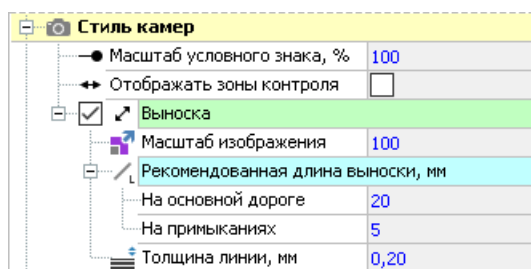 Стиль камер
Масштаб условного знака, % 100
Отображать зоны контроля
Выноска
Масштаб изображения 100
Рекомендованная длина выноски, мм
На основной дороге 20
На примыканиях 5
Толщина линии, мм 0,20